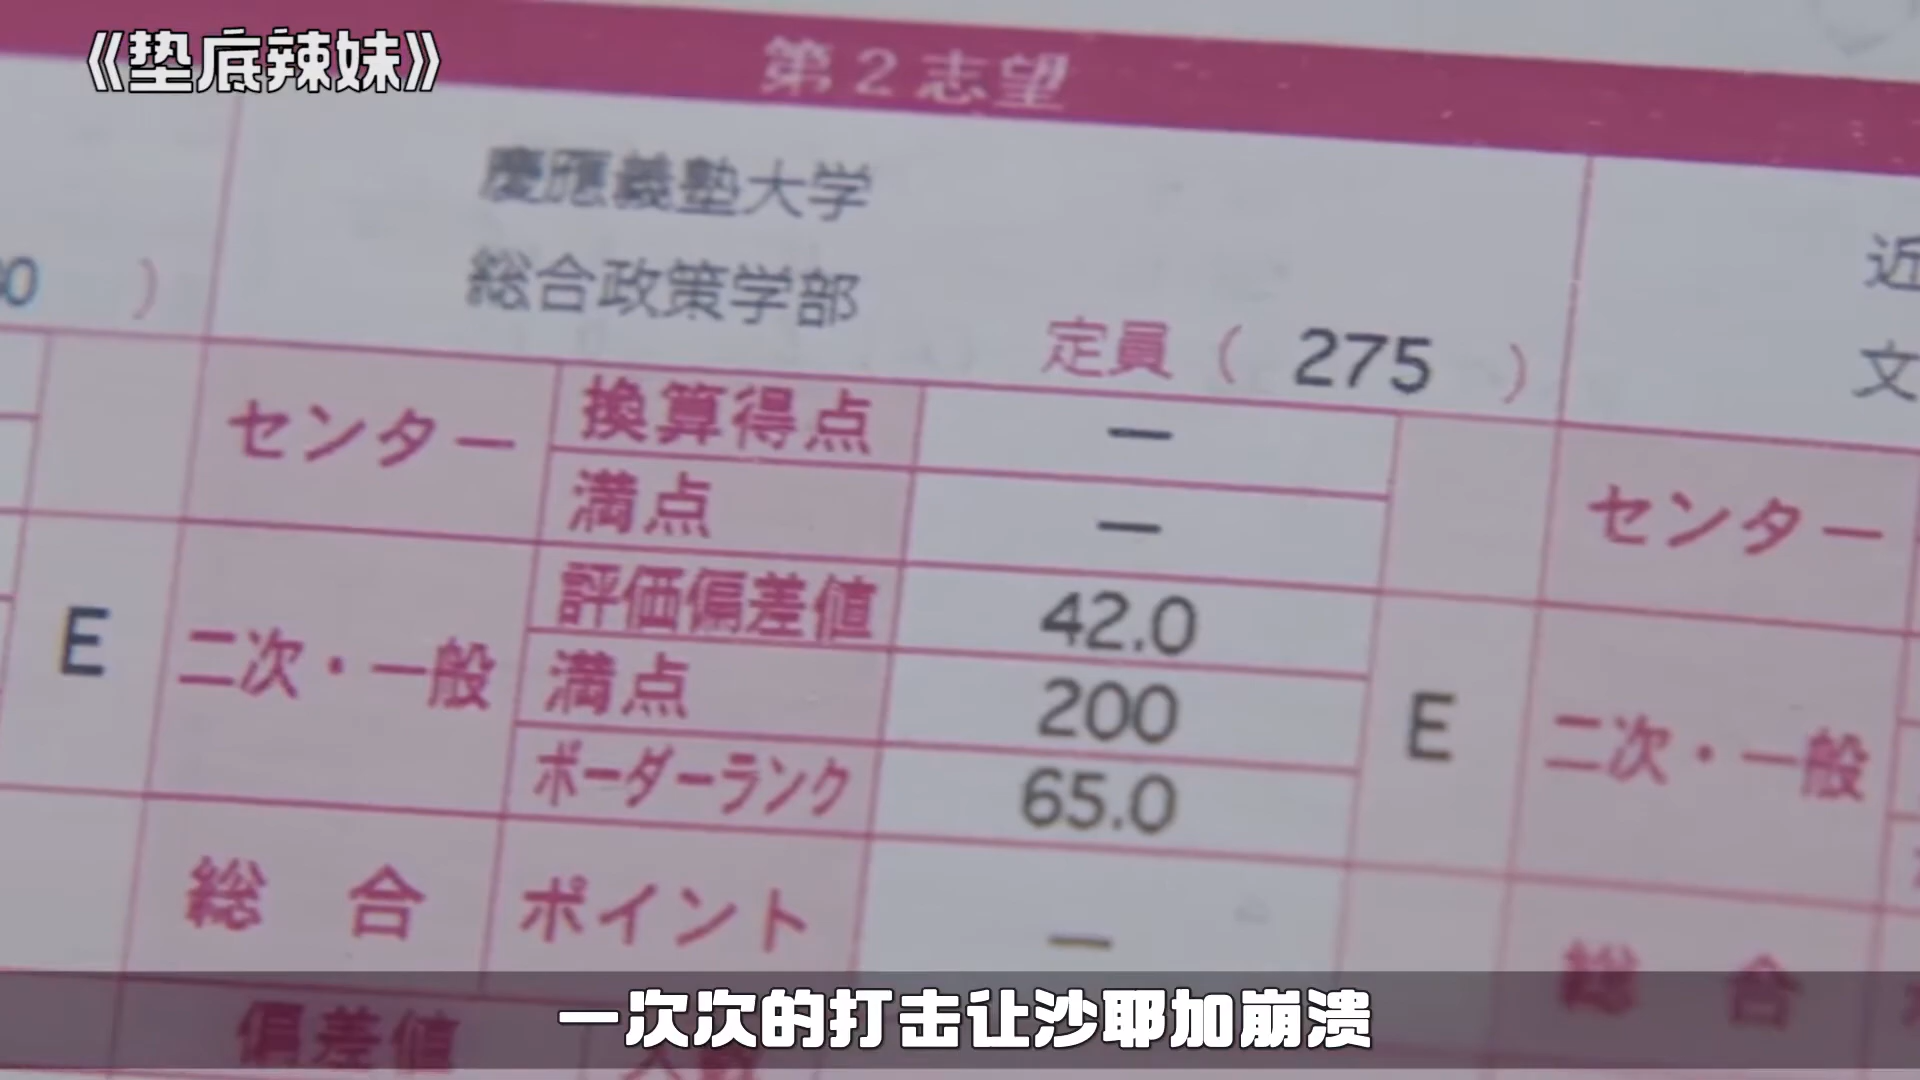 《垫底辣妹》
第2志望
慶應義塾大学
総合政策学部
定員 ( 275 )
近
文
センター
換算得点
—
満点
—
センター
E
二次・一般
評価偏差値
42.0
満点
200
ボーダーランク
65.0
E
二次・一般
総 合
ポイント
—
総 合
偏差値
人数
一次次的打击让沙耶加崩溃